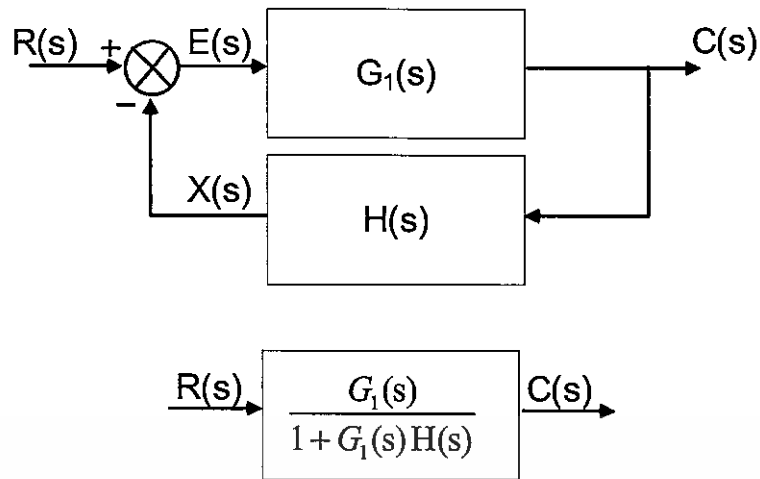 R(s) + E(s) G₁(s) C(s)
−
X(s) H(s)
R(s) G₁(s) C(s)
1+G₁(s)H(s)